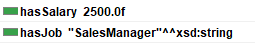 hasSalary 2500.0f
hasJob "SalesManager"^^xsd:string